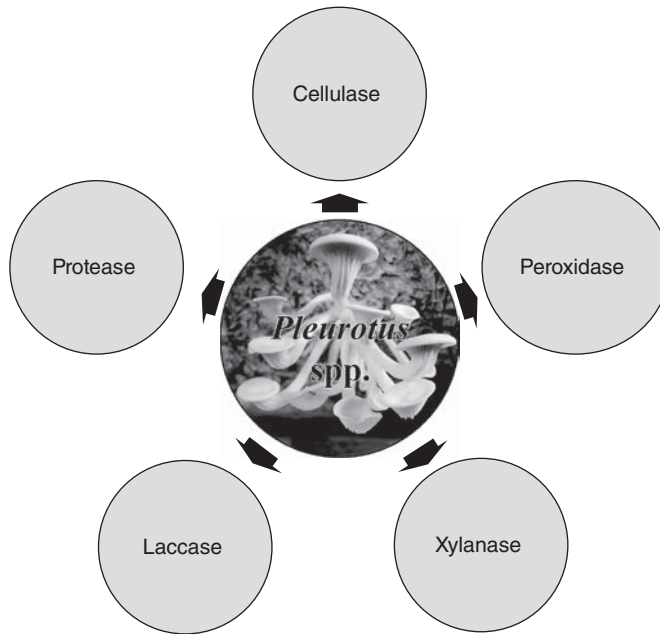 Cellulase
Protease
Peroxidase
Pleurotus
spp.
Laccase
Xylanase